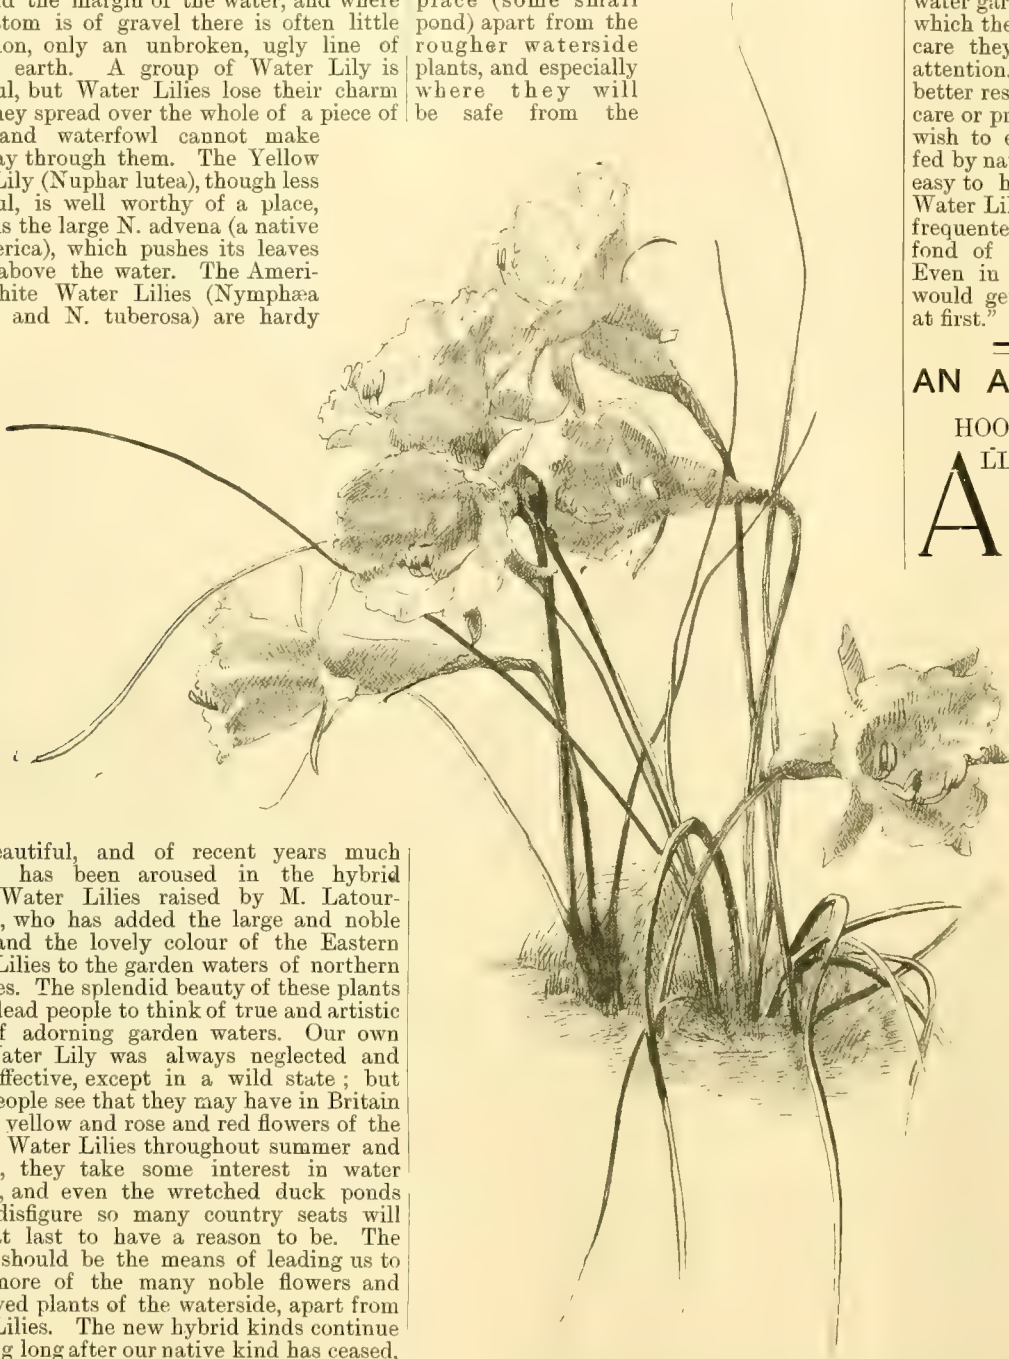 the margin of the water, and where
tom is of gravel there is often little
on, only an unbroken, ugly line of
earth. A group of Water Lily is
ul, but Water Lilies lose their charm
hey spread over the whole of a piece of
and waterfowl cannot make
ay through them. The Yellow
Lily (Nuphar lutea), though less
ul, is well worthy of a place,
s the large N. advena (a native
erica), which pushes its leaves
above the water. The Ameri-
hite Water Lilies (Nymphæa
and N. tuberosa) are hardy
eautiful, and of recent years much
has been aroused in the hybrid
Water Lilies raised by M. Latour-
, who has added the large and noble
and the lovely colour of the Eastern
Lilies to the garden waters of northern
es. The splendid beauty of these plants
lead people to think of true and artistic
f adorning garden waters. Our own
ater Lily was always neglected and
ffective, except in a wild state ; but
eople see that they may have in Britain
yellow and rose and red flowers of the
Water Lilies throughout summer and
, they take some interest in water
, and even the wretched duck ponds
disfigure so many country seats will
t last to have a reason to be. The
should be the means of leading us to
more of the many noble flowers and
ved plants of the waterside, apart from
Lilies. The new hybrid kinds continue
g long after our native kind has ceased,
place (some small
pond) apart from the
rougher waterside
plants, and especially
where they will
be safe from the
water gar
which the
care they
attention.
better res
care or pr
wish to e
fed by na
easy to h
Water Li
frequente
fond of
Even in
would ge
at first.”
AN A
HOO
LL
A